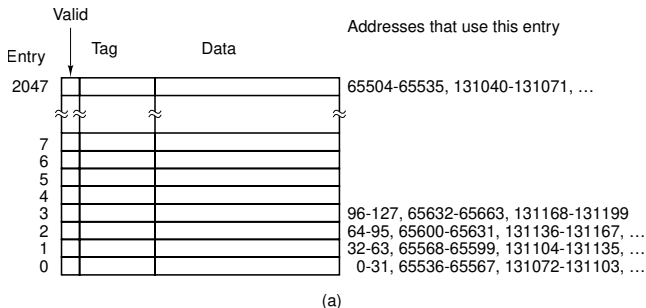 Valid
Addresses that use this entry
Entry Tag Data
2047 65504-65535, 131040-131071, …
7
6
5
4
3 96-127, 65632-65663, 131168-131199
2 64-95, 65600-65631, 131136-131167, …
1 32-63, 65568-65599, 131104-131135, …
0 0-31, 65536-65567, 131072-131103, …
(a)